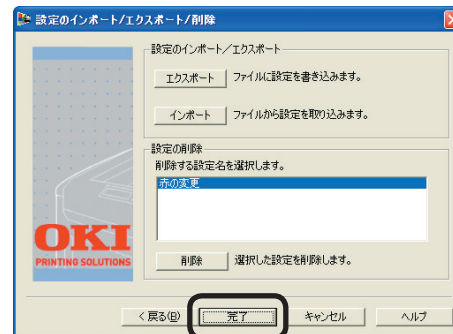 設定のインポート/エクスポート/削除
設定のインポート/エクスポート
エクスポート ファイルに設定を書き込みます。
インポート ファイルから設定を取り込みます。
設定の削除
削除する設定名を選択します。
赤の変更
OKI
PRINTING SOLUTIONS
削除 選択した設定を削除します。
< 戻る(B) 完了 キャンセル ヘルプ